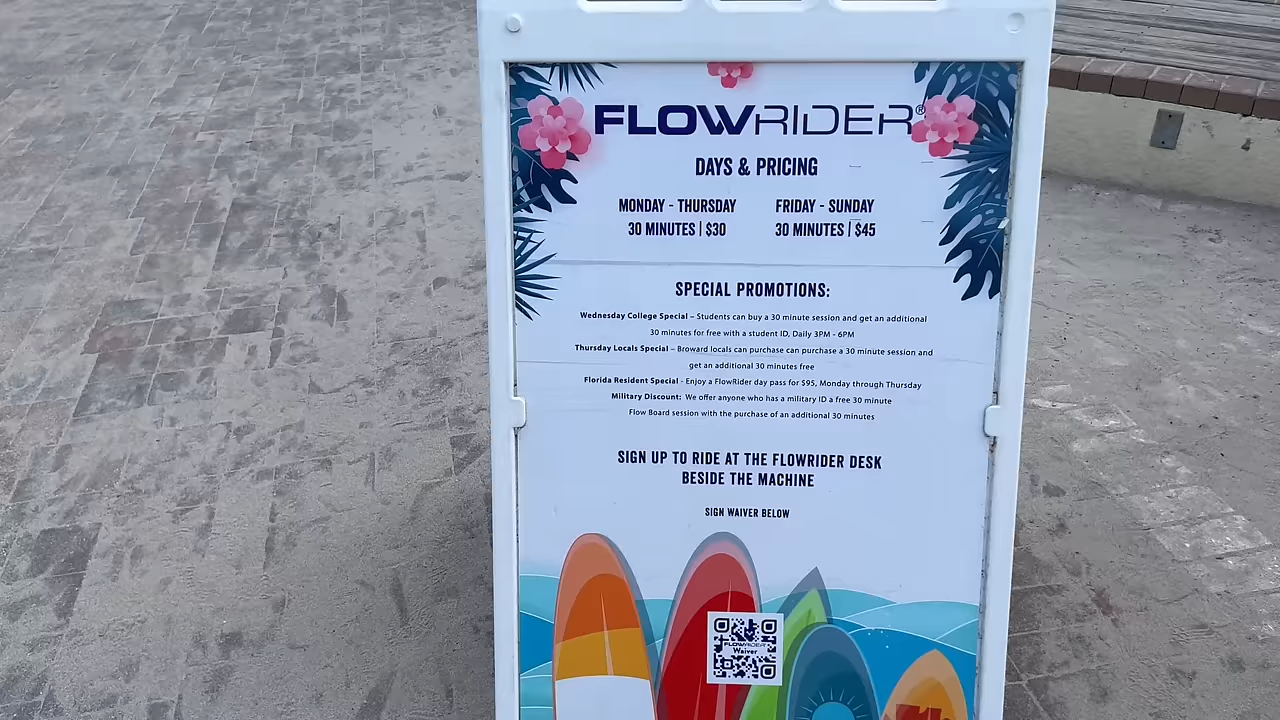 FLOWRIDER®
DAYS & PRICING
MONDAY - THURSDAY
30 MINUTES | $30
FRIDAY - SUNDAY
30 MINUTES | $45
SPECIAL PROMOTIONS:
Wednesday College Special – Students can buy a 30 minute session and get an additional
30 minutes for free with a student ID, Daily 3PM - 6PM
Thursday Locals Special – Broward locals can purchase can purchase a 30 minute session and
get an additional 30 minutes free
Florida Resident Special - Enjoy a FlowRider day pass for $95, Monday through Thursday
Military Discount: We offer anyone who has a military ID a free 30 minute
Flow Board session with the purchase of an additional 30 minutes
SIGN UP TO RIDE AT THE FLOWRIDER DESK
BESIDE THE MACHINE
SIGN WAIVER BELOW
FLOWRIDER
Waiver